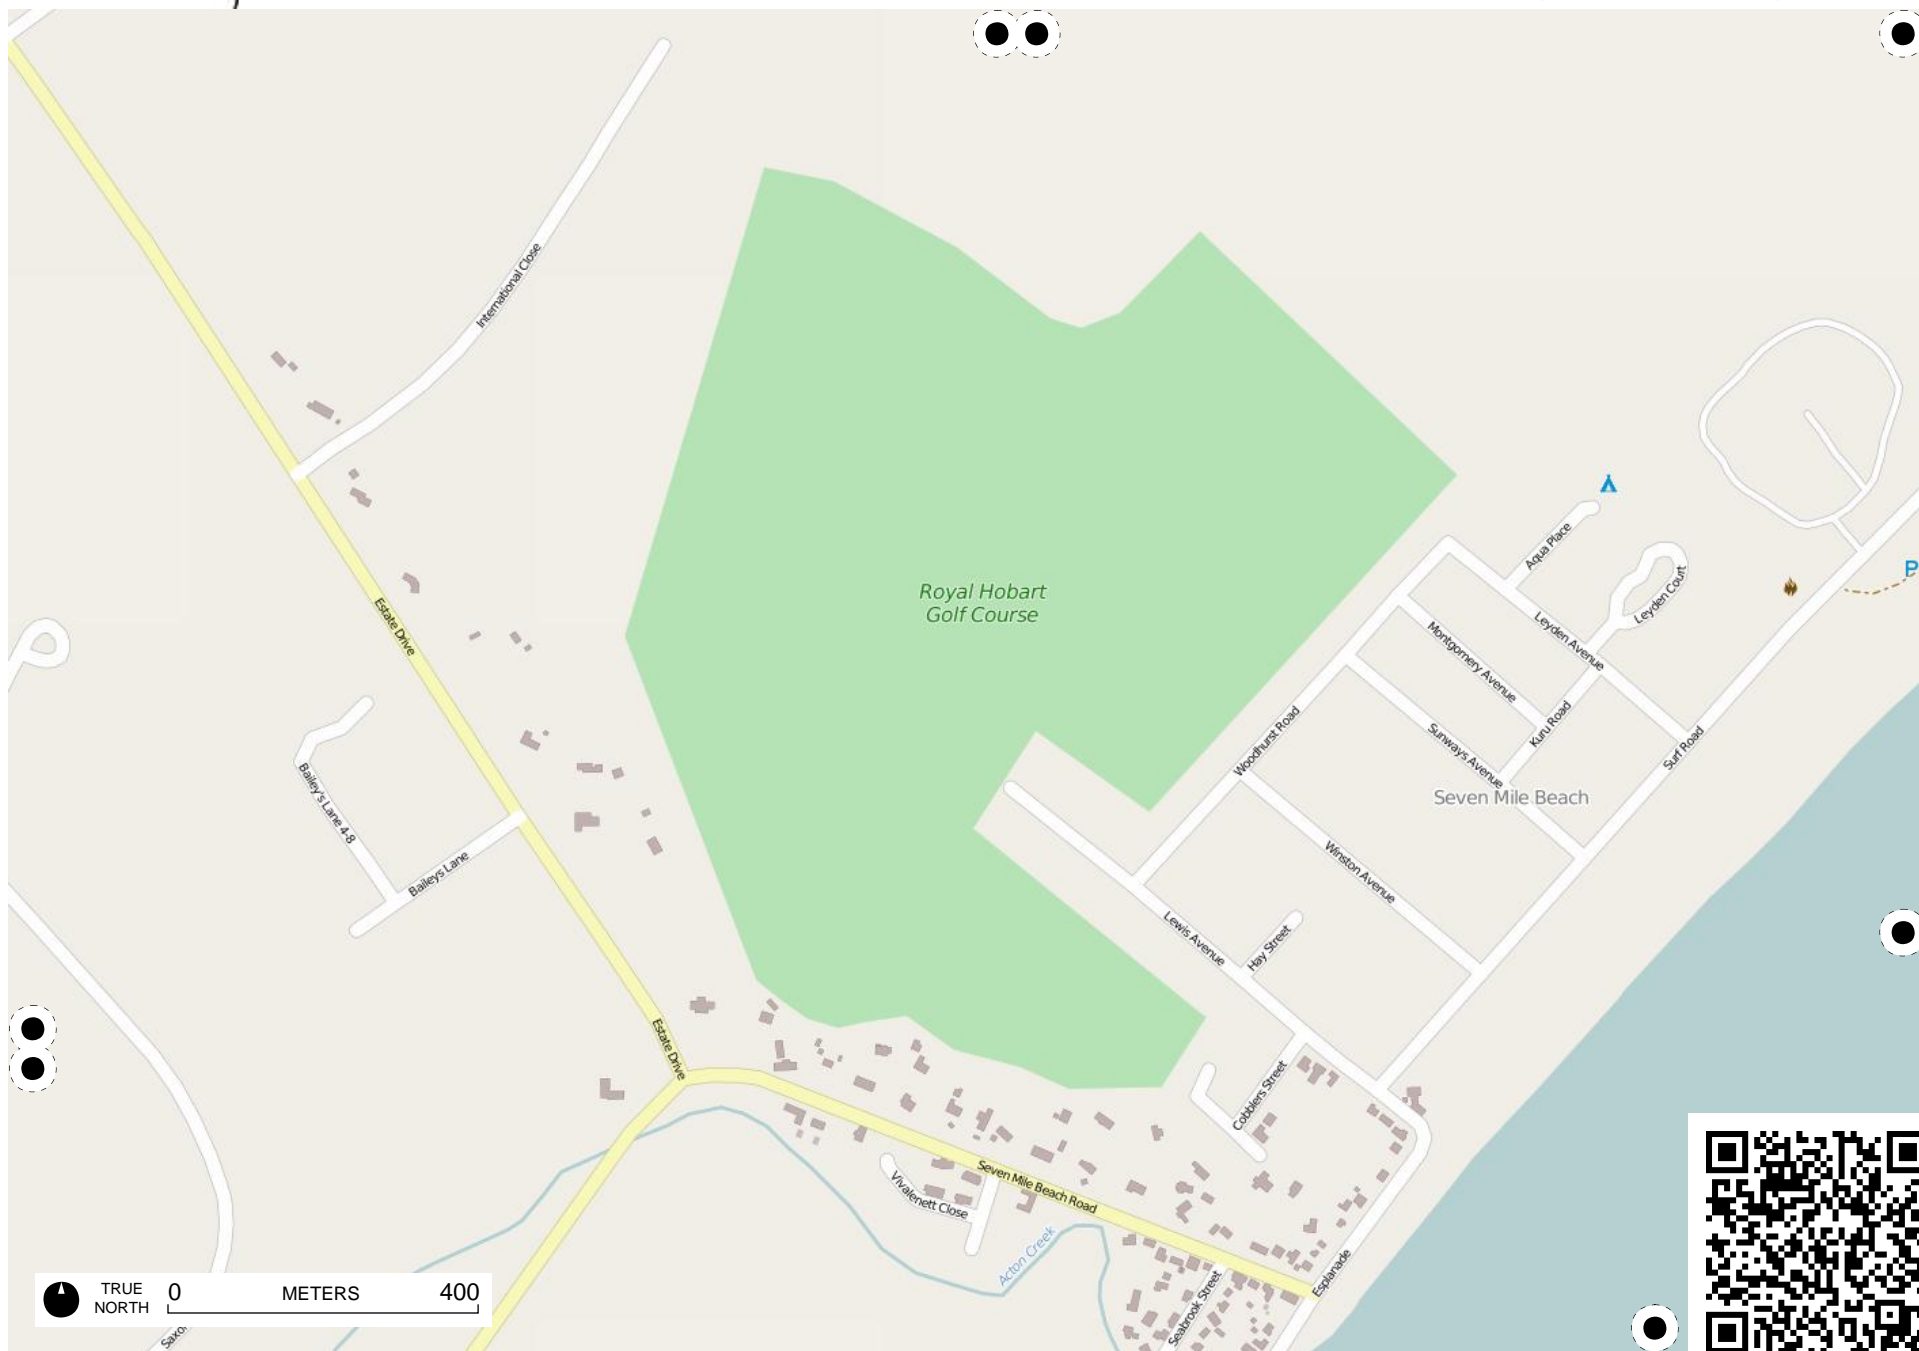 International Close
Estate Drive
Royal Hobart
Golf Course
Aqua Place
Leyden Court
P
Montgomery Avenue
Leyden Avenue
Kuru Road
Woodhurst Road
Sunways Avenue
Surf Road
Seven Mile Beach
Bailey's Lane 4-8
Baileys Lane
Winston Avenue
Lewis Avenue
Hay Street
Estate Drive
Cobblers Street
Seven Mile Beach Road
Vivalenett Close
Acton Creek
Esplanade
Seabrook Street
TRUE
NORTH
0 METERS 400